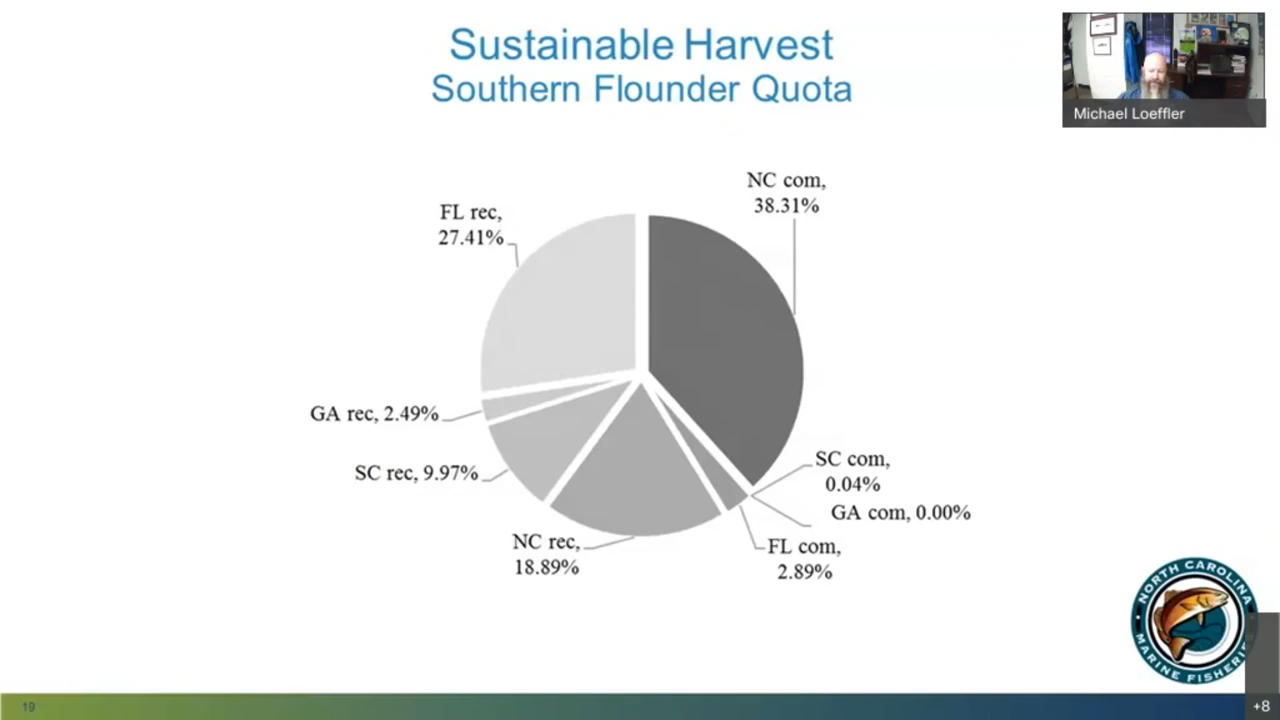 Sustainable Harvest
Southern Flounder Quota
Michael Loeffler
NC com,
38.31%
FL rec,
27.41%
GA rec, 2.49%
SC rec, 9.97%
SC com,
0.04%
GA com, 0.00%
NC rec,
18.89%
FL com,
2.89%
NORTH CAROLINA
MARINE FISHERIE
19
+8